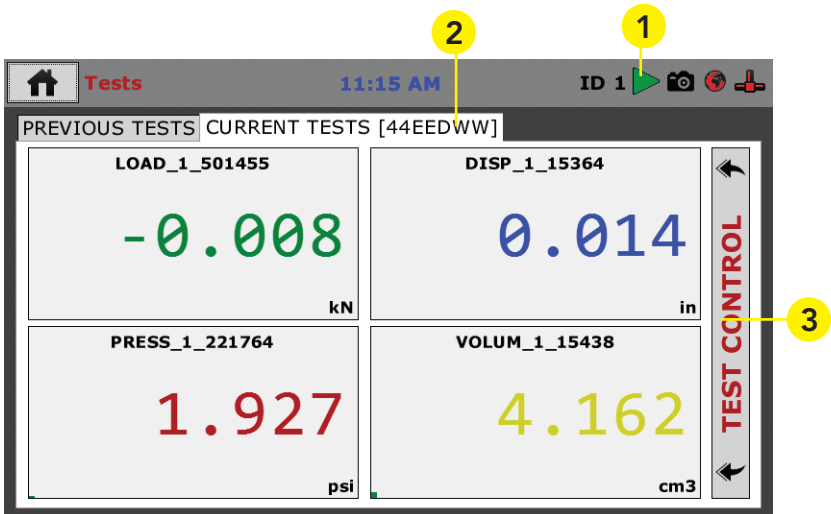 2
1
Tests
11:15 AM
ID 1
PREVIOUS TESTS
CURRENT TESTS [44EEDWW]
LOAD_1_501455
-0.008
kN
DISP_1_15364
0.014
in
PRESS_1_221764
1.927
psi
VOLUM_1_15438
4.162
cm3
TEST CONTROL
3